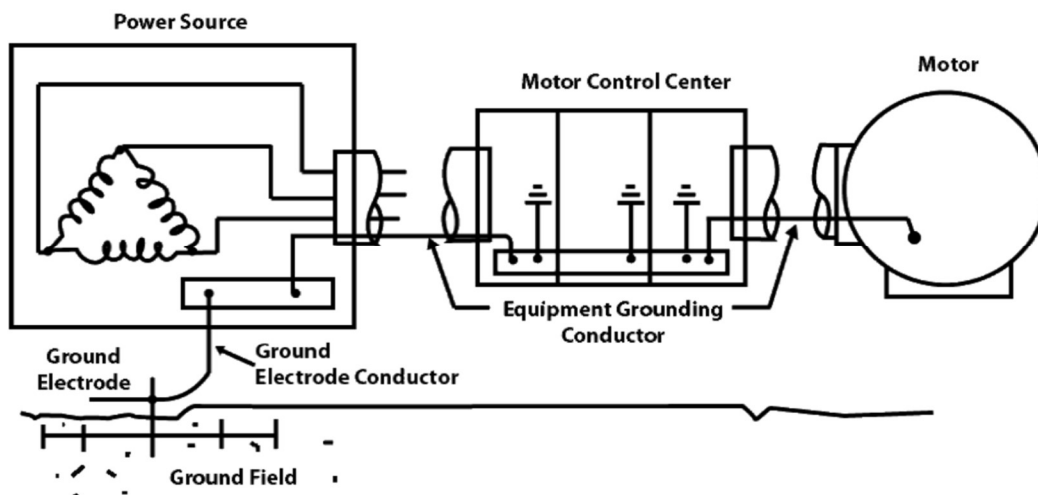 Power Source
Motor Control Center
Motor
Equipment Grounding
Conductor
Ground
Electrode
Ground
Electrode Conductor
Ground Field